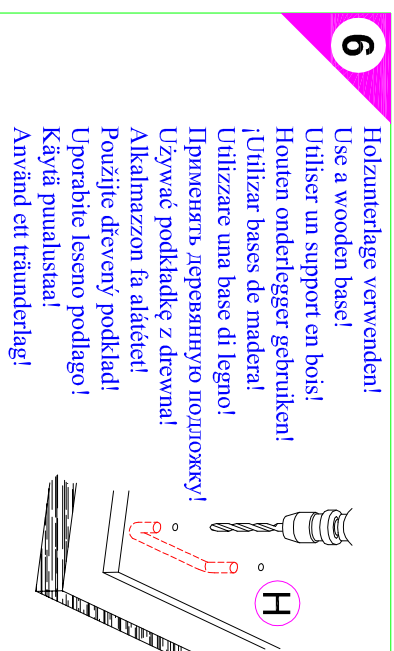 6
Holzunterlage verwenden!
Use a wooden base!
Utiliser un support en bois!
Houten onderlegger gebruiken!
¡Utilizar bases de madera!
Utilizzare una base di legno!
Применять деревянную подложку!
Używać podkładkę z drewna!
Alkalmazzon fa alátétet!
Použijte dřevený podklad!
Uporabite leseno podlago!
Käytä puualustaa!
Använd ett träunderlag!
H